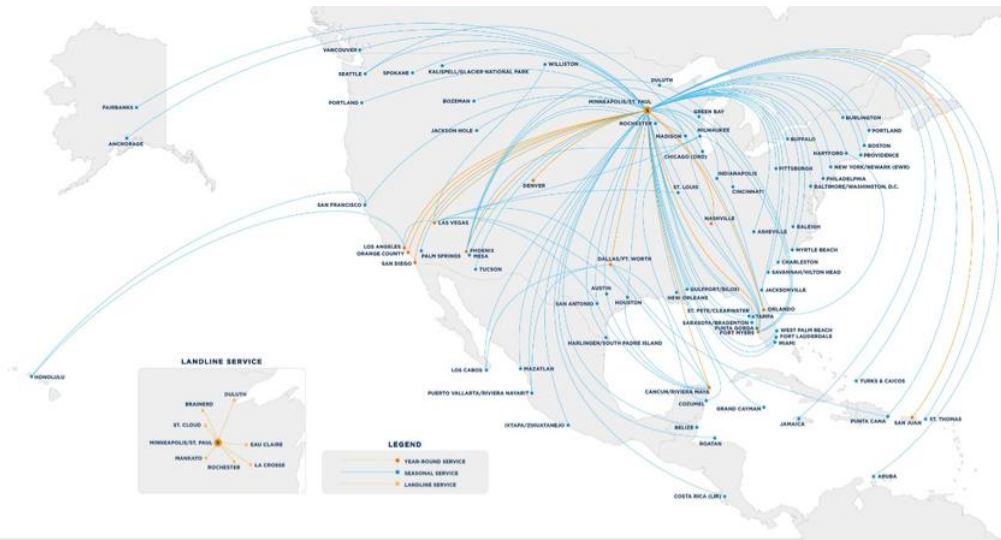 VANCOUVER
SEATTLE
SPOKANE
KALISPELL/GLACIER NATIONAL PARK
WILLISTON
DULUTH
FAIRBANKS
ANCHORAGE
PORTLAND
BOZEMAN
MINNEAPOLIS/ST. PAUL
GREEN BAY
ROCHESTER
JACKSON HOLE
MADISON
MILWAUKEE
CHICAGO (ORD)
BURLINGTON
PORTLAND
BUFFALO
BOSTON
HARTFORD
PROVIDENCE
PITTSBURGH
NEW YORK/NEWARK (EWR)
INDIANAPOLIS
PHILADELPHIA
DENVER
ST. LOUIS
CINCINNATI
BALTIMORE/WASHINGTON, D.C.
SAN FRANCISCO
LAS VEGAS
NASHVILLE
ASHEVILLE
RALEIGH
LOS ANGELES
ORANGE COUNTY
PALM SPRINGS
PHOENIX
MESA
MYRTLE BEACH
SAN DIEGO
DALLAS/FT. WORTH
CHARLESTON
TUCSON
SAVANNAH/HILTON HEAD
AUSTIN
GULFPORT/BILOXI
JACKSONVILLE
NEW ORLEANS
SAN ANTONIO
HOUSTON
ST. PETE/CLEARWATER
ORLANDO
TAMPA
SARASOTA/BRADENTON
PUNTA GORDA
FORT MYERS
WEST PALM BEACH
FORT LAUDERDALE
MIAMI
HARLINGEN/SOUTH PADRE ISLAND
HONOLULU
LOS CABOS
MAZATLAN
TURKS & CAICOS
PUERTO VALLARTA/RIVIERA NAYARIT
CANCUN/RIVIERA MAYA
COZUMEL
GRAND CAYMAN
IXTAPA/ZIHUATANEJO
BELIZE
JAMAICA
PUNTA CANA
SAN JUAN
ST. THOMAS
ROATAN
ARUBA
COSTA RICA (LIR)
LANDLINE SERVICE
DULUTH
BRAINERD
ST. CLOUD
MINNEAPOLIS/ST. PAUL
EAU CLAIRE
MANKATO
ROCHESTER
LA CROSSE
LEGEND
YEAR-ROUND SERVICE
SEASONAL SERVICE
LANDLINE SERVICE